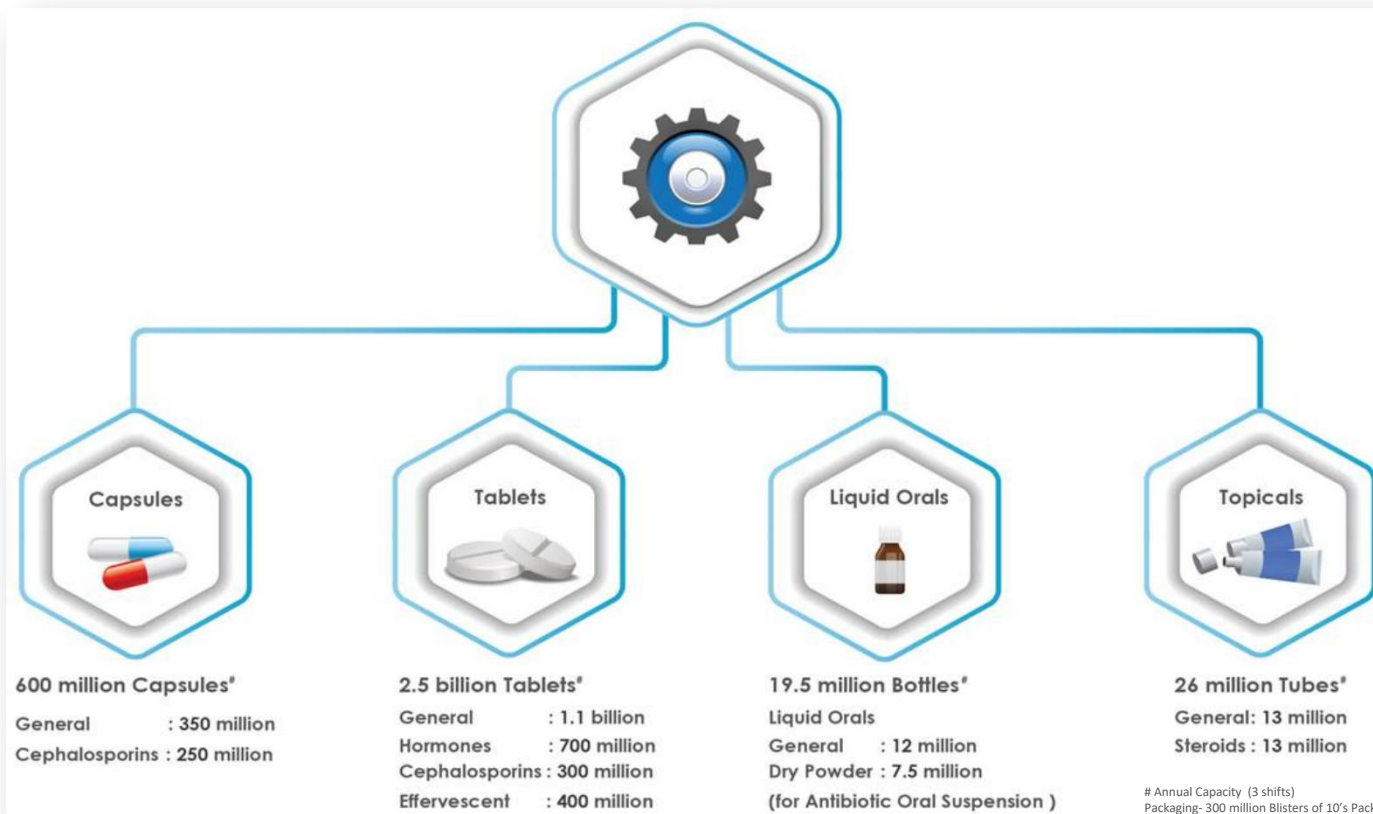 Capsules
600 million Capsules#
General : 350 million
Cephalosporins : 250 million
Tablets
2.5 billion Tablets#
General : 1.1 billion
Hormones : 700 million
Cephalosporins : 300 million
Effervescent : 400 million
Liquid Orals
19.5 million Bottles#
Liquid Orals
General : 12 million
Dry Powder : 7.5 million
(for Antibiotic Oral Suspension )
Topicals
26 million Tubes#
General: 13 million
Steroids : 13 million
# Annual Capacity (3 shifts)
Packaging- 300 million Blisters of 10's Pack